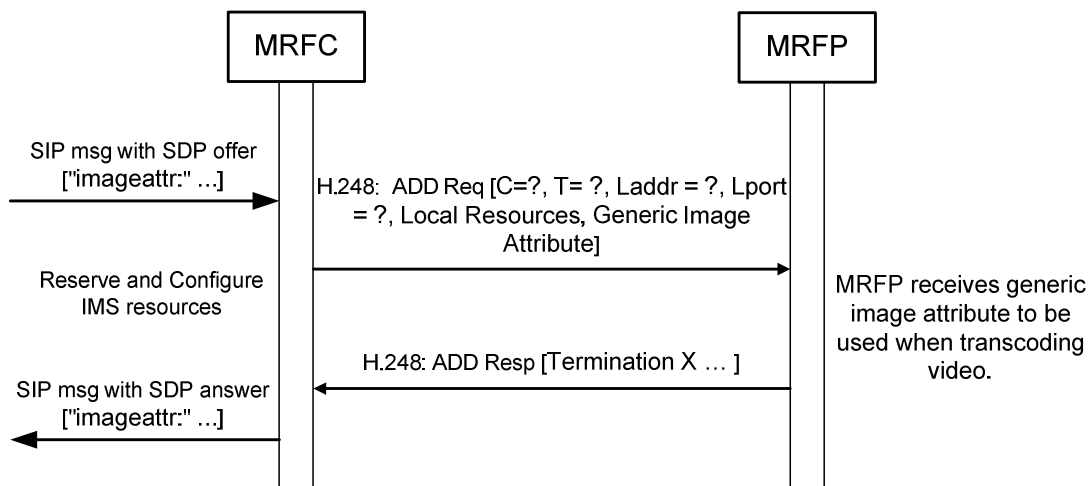 MRFC
MRFP
SIP msg with SDP offer
["imageattr:" ...]
H.248: ADD Req [C=?, T= ?, Laddr = ?, Lport
= ?, Local Resources, Generic Image
Attribute]
Reserve and Configure
IMS resources
MRFP receives generic
image attribute to be
used when transcoding
video.
H.248: ADD Resp [Termination X ... ]
SIP msg with SDP answer
["imageattr:" ...]